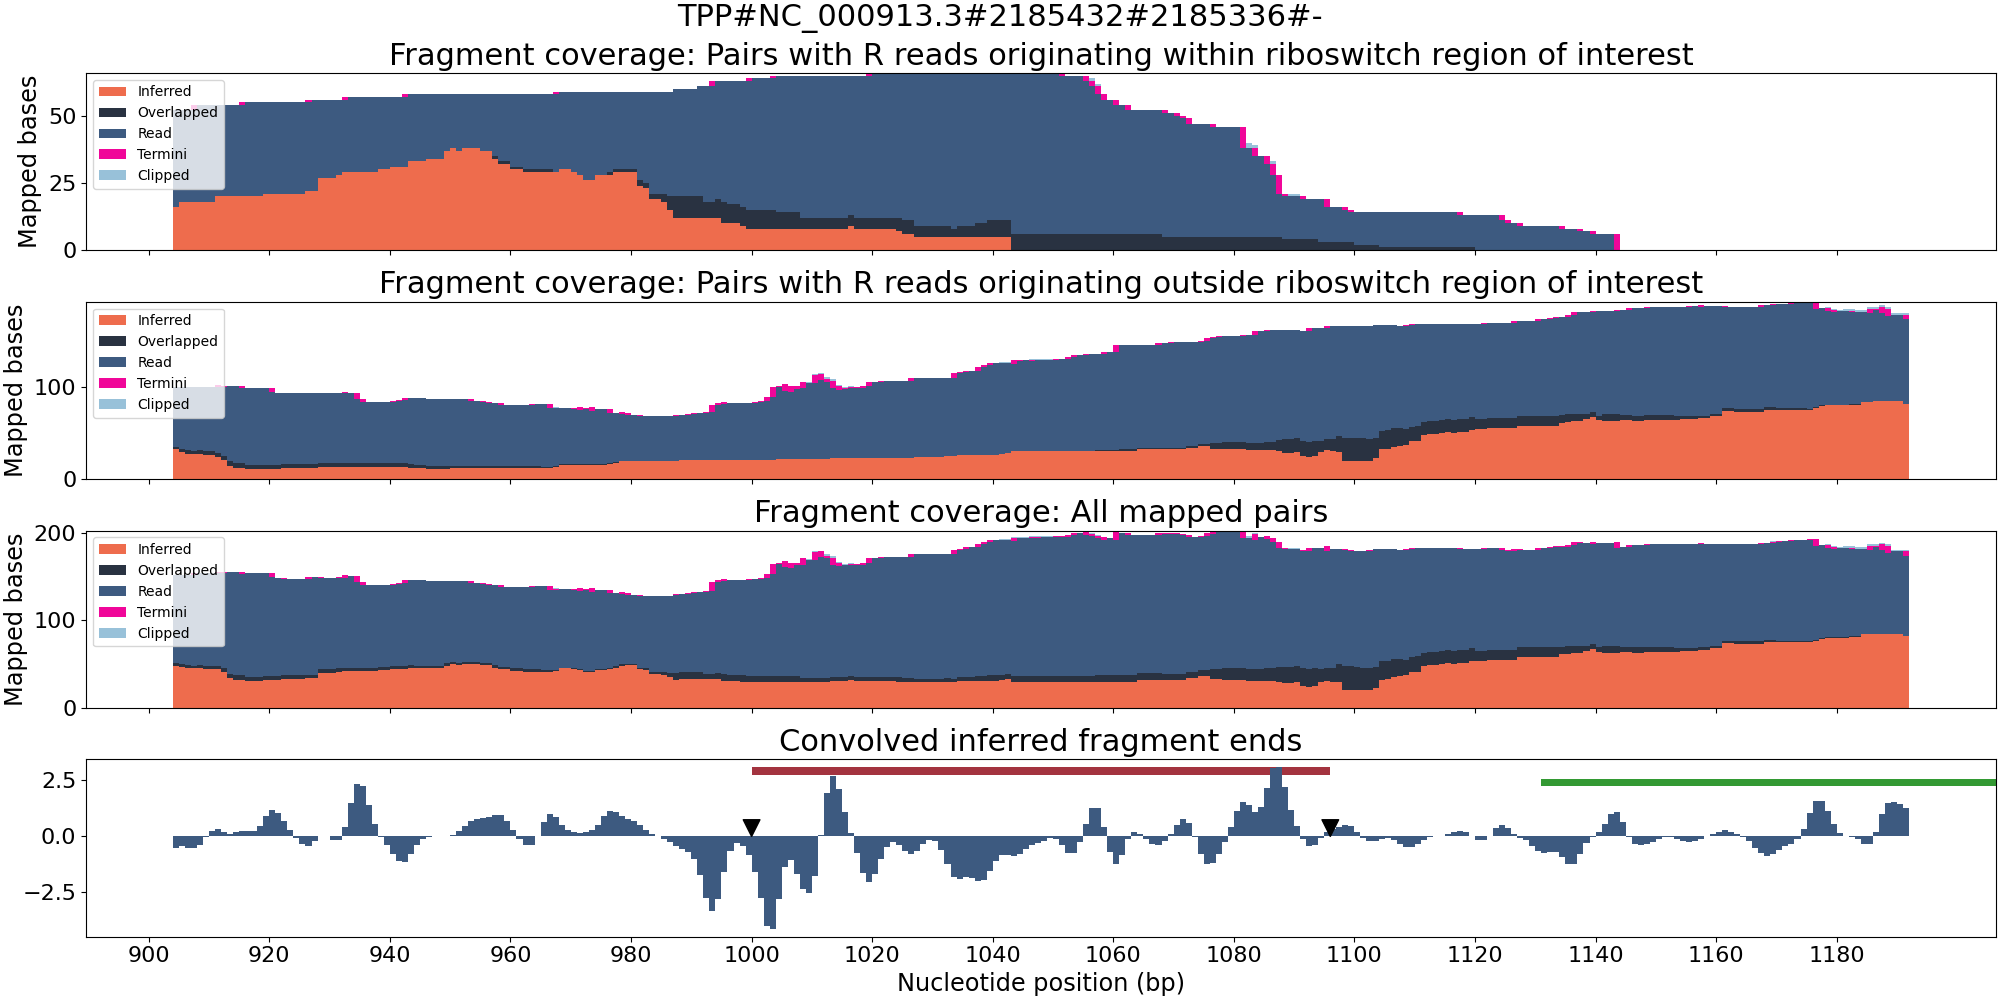 TPP#NC_000913.3#2185432#2185336#-
Fragment coverage: Pairs with R reads originating within riboswitch region of interest
Mapped bases
50
25
0
Inferred
Overlapped
Read
Termini
Clipped
Fragment coverage: Pairs with R reads originating outside riboswitch region of interest
Mapped bases
100
0
Inferred
Overlapped
Read
Termini
Clipped
Fragment coverage: All mapped pairs
Mapped bases
200
100
0
Inferred
Overlapped
Read
Termini
Clipped
Convolved inferred fragment ends
2.5
0.0
−2.5
900 920 940 960 980 1000 1020 1040 1060 1080 1100 1120 1140 1160 1180
Nucleotide position (bp)